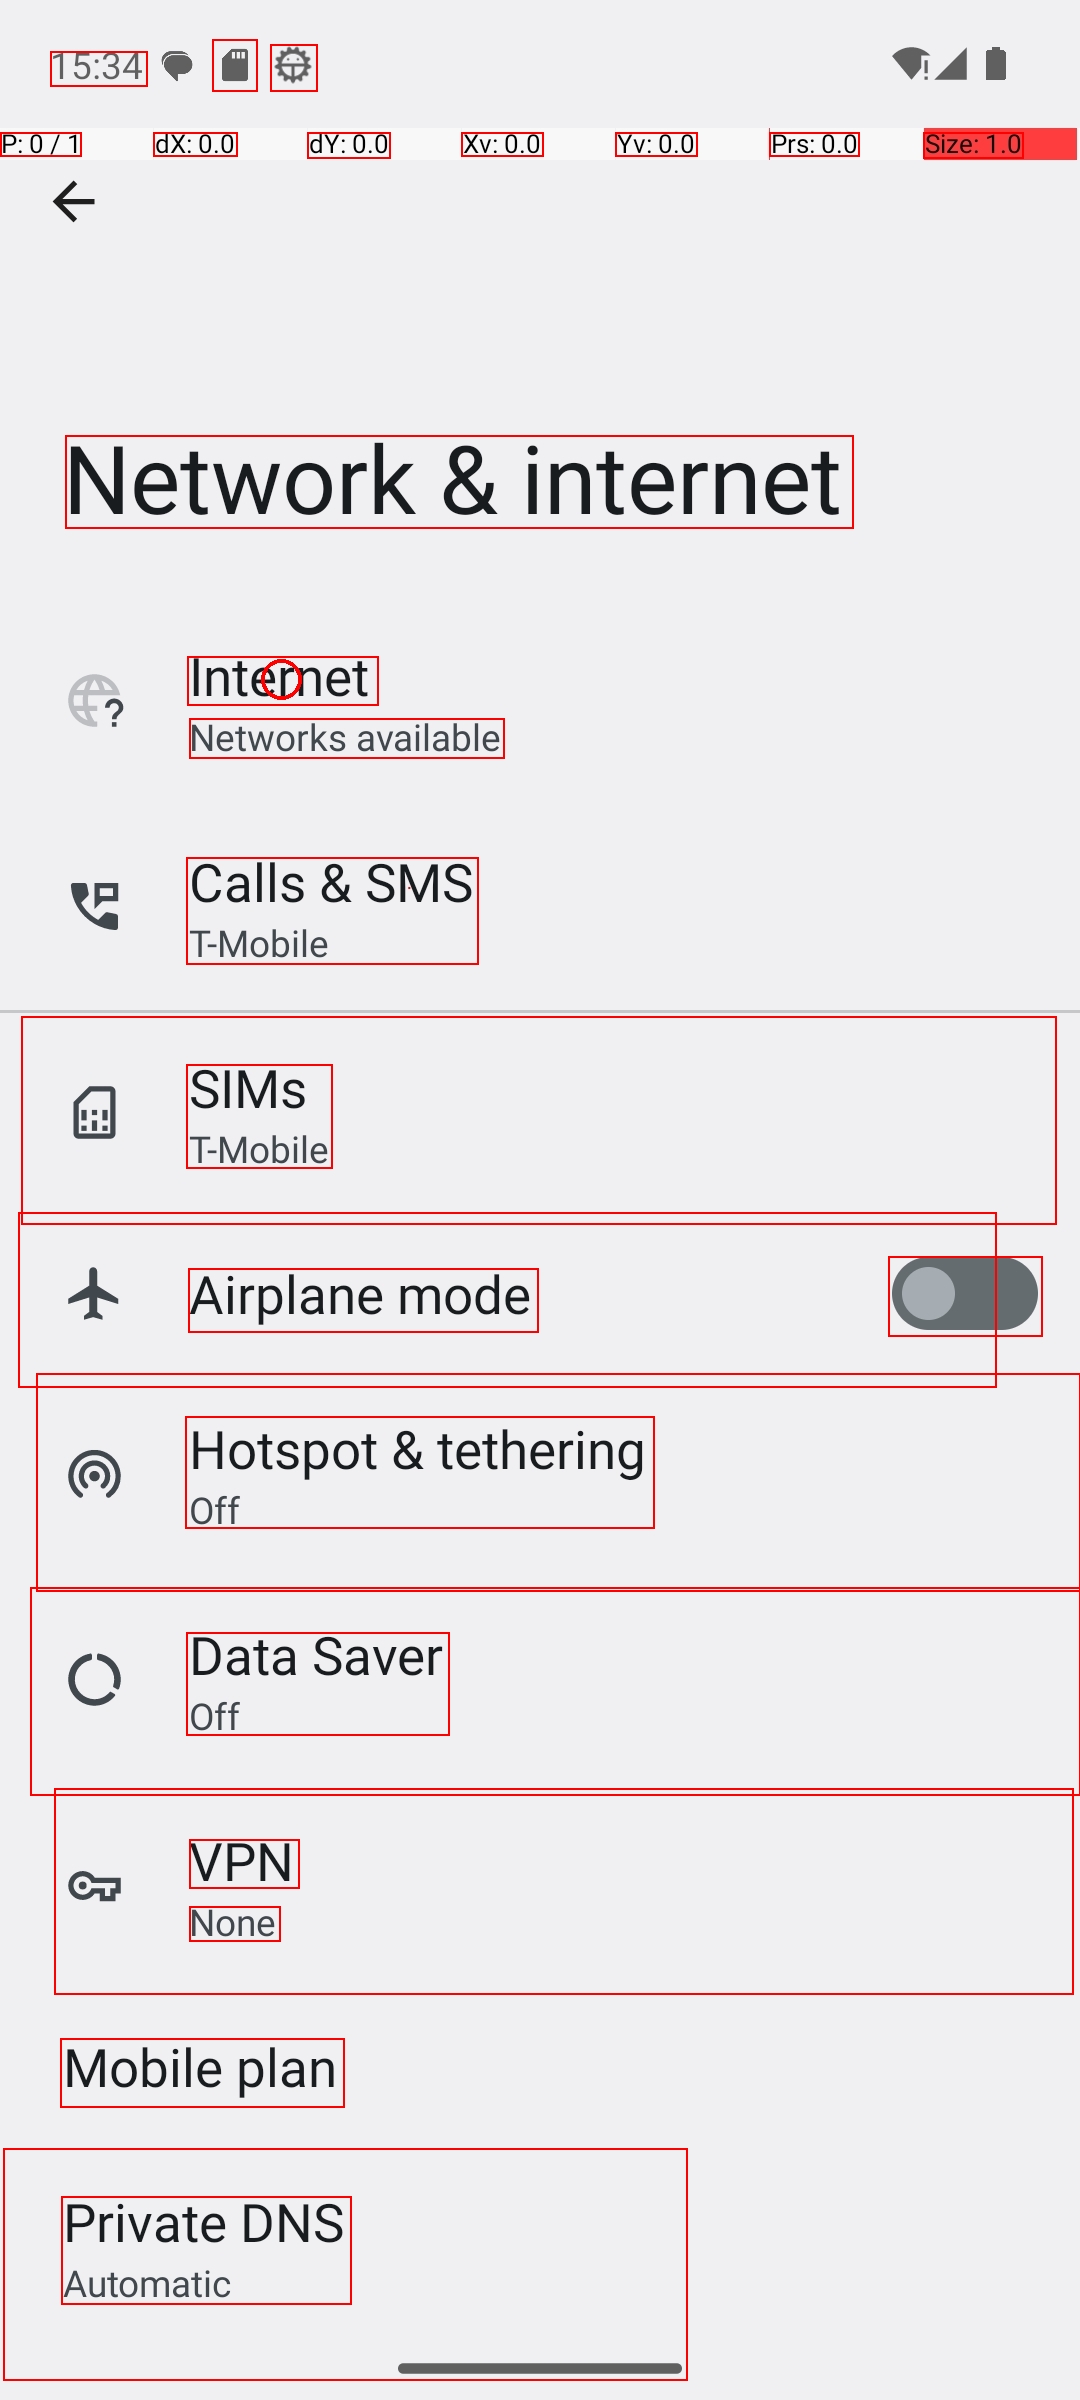 15:34
P: 0 / 1 dX: 0.0 dY: 0.0 Xv: 0.0 Yv: 0.0 Prs: 0.0 Size: 1.0
Network & internet
Internet
Networks available
Calls & SMS
T-Mobile
SIMs
T-Mobile
Airplane mode
Hotspot & tethering
Off
Data Saver
Off
VPN
None
Mobile plan
Private DNS
Automatic